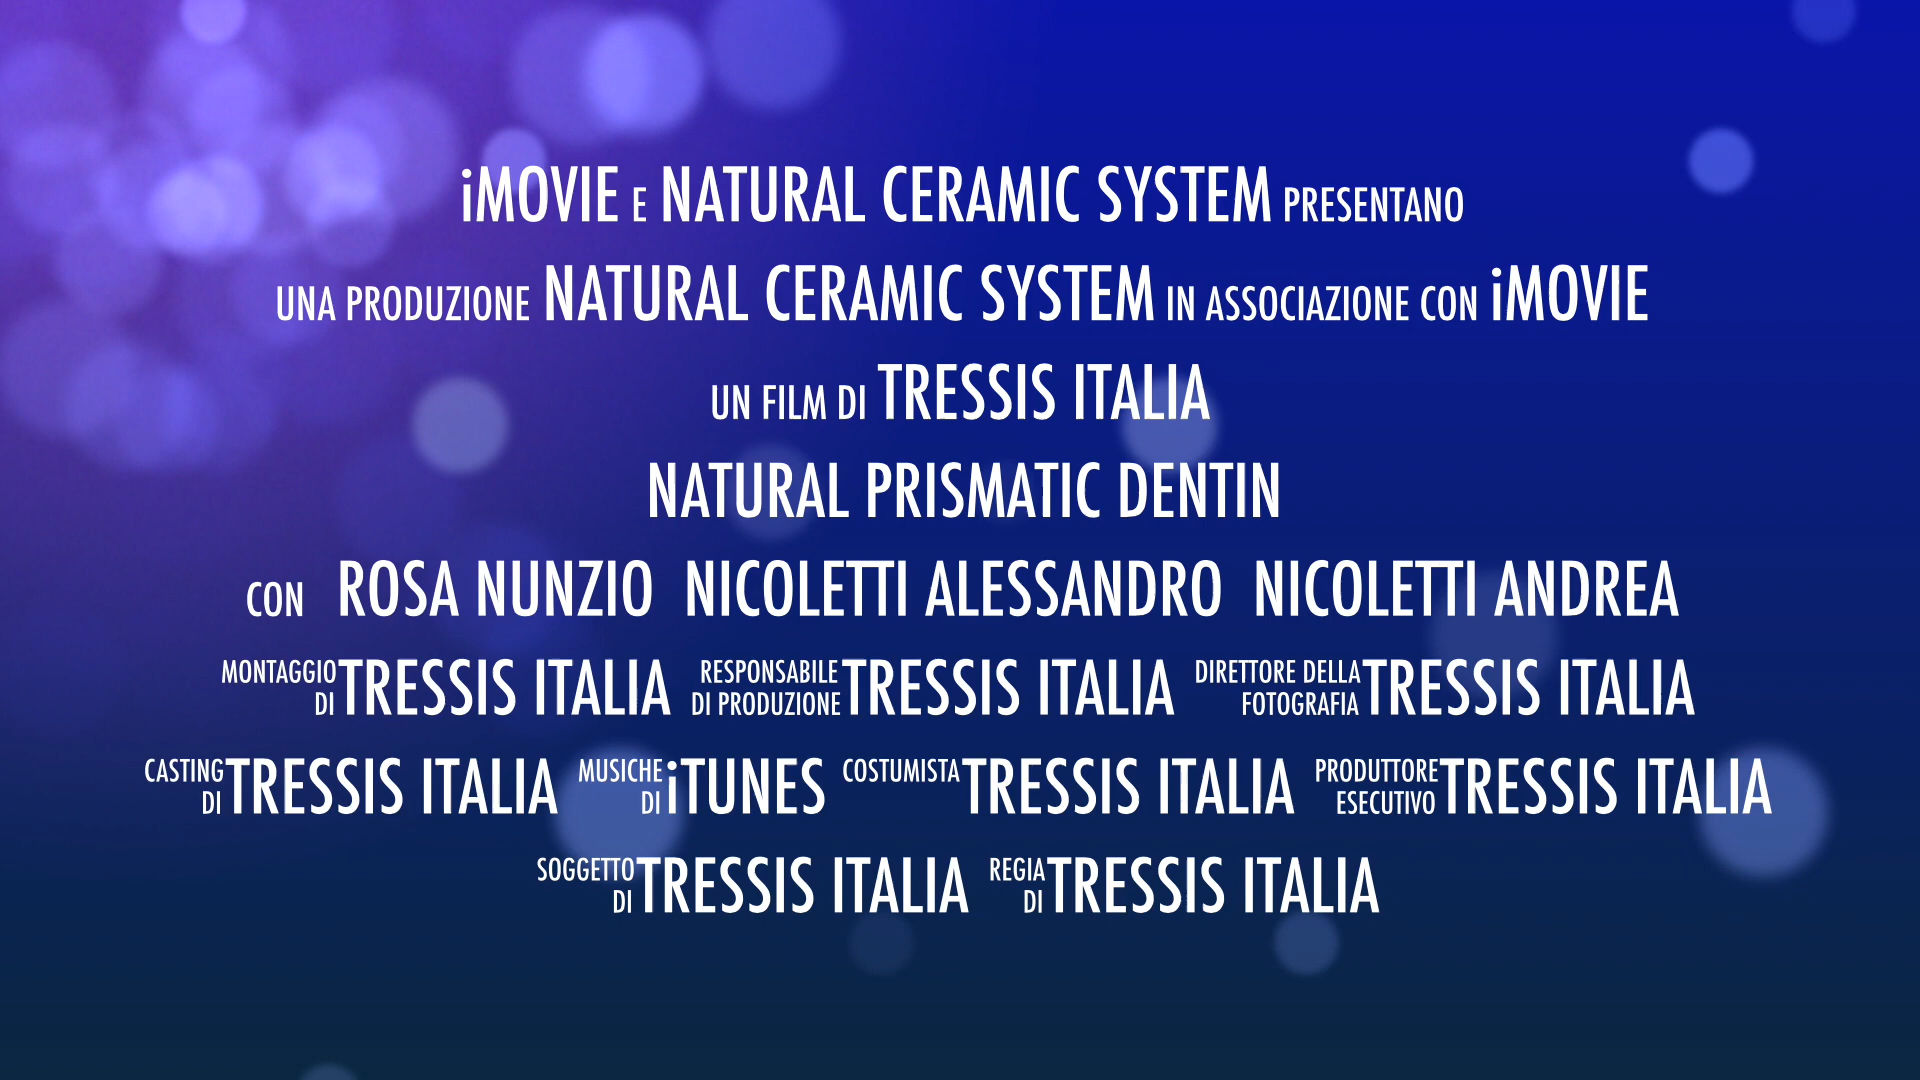 iMOVIE E NATURAL CERAMIC SYSTEM PRESENTANO
UNA PRODUZIONE NATURAL CERAMIC SYSTEM IN ASSOCIAZIONE CON iMOVIE
UN FILM DI TRESSIS ITALIA
NATURAL PRISMATIC DENTIN
CON ROSA NUNZIO NICOLETTI ALESSANDRO NICOLETTI ANDREA
MONTAGGIO DI TRESSIS ITALIA RESPONSABILE DI PRODUZIONE TRESSIS ITALIA DIRETTORE DELLA FOTOGRAFIA TRESSIS ITALIA
CASTING DI TRESSIS ITALIA MUSICHE DI iTUNES COSTUMISTA TRESSIS ITALIA PRODUTTORE ESECUTIVO TRESSIS ITALIA
SOGGETTO DI TRESSIS ITALIA REGIA DI TRESSIS ITALIA